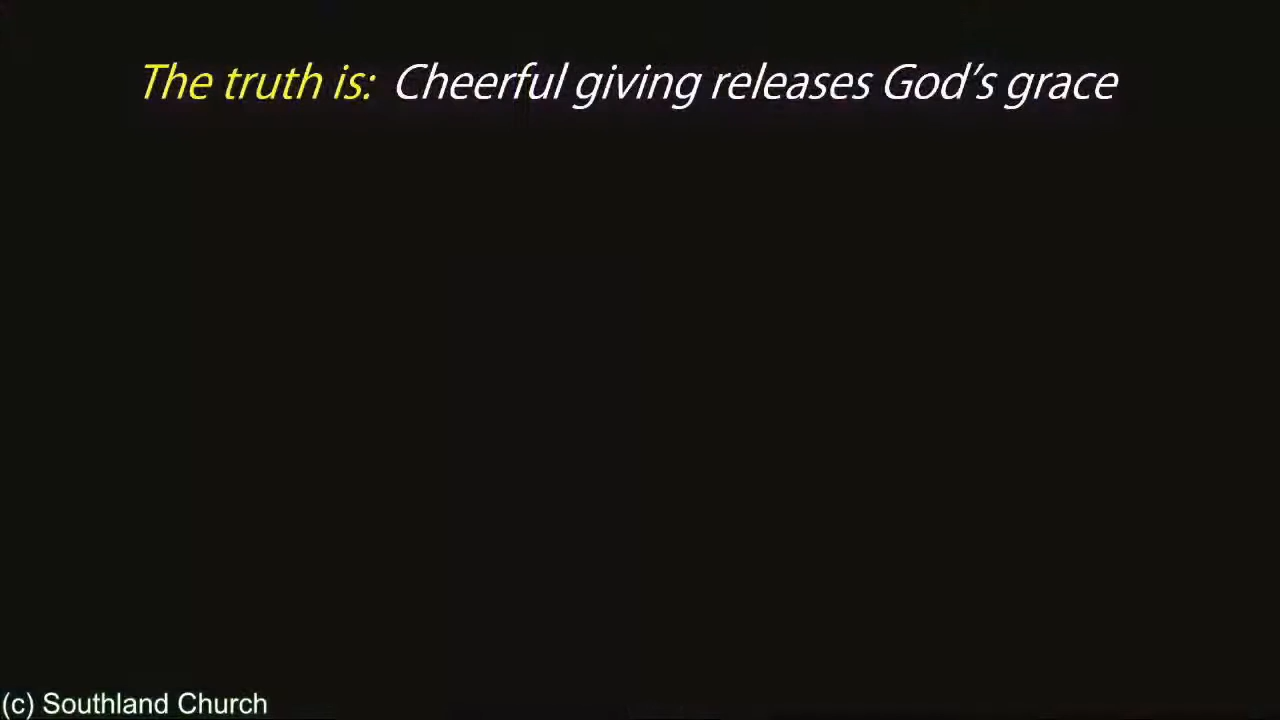 The truth is: Cheerful giving releases God’s grace
(c) Southland Church